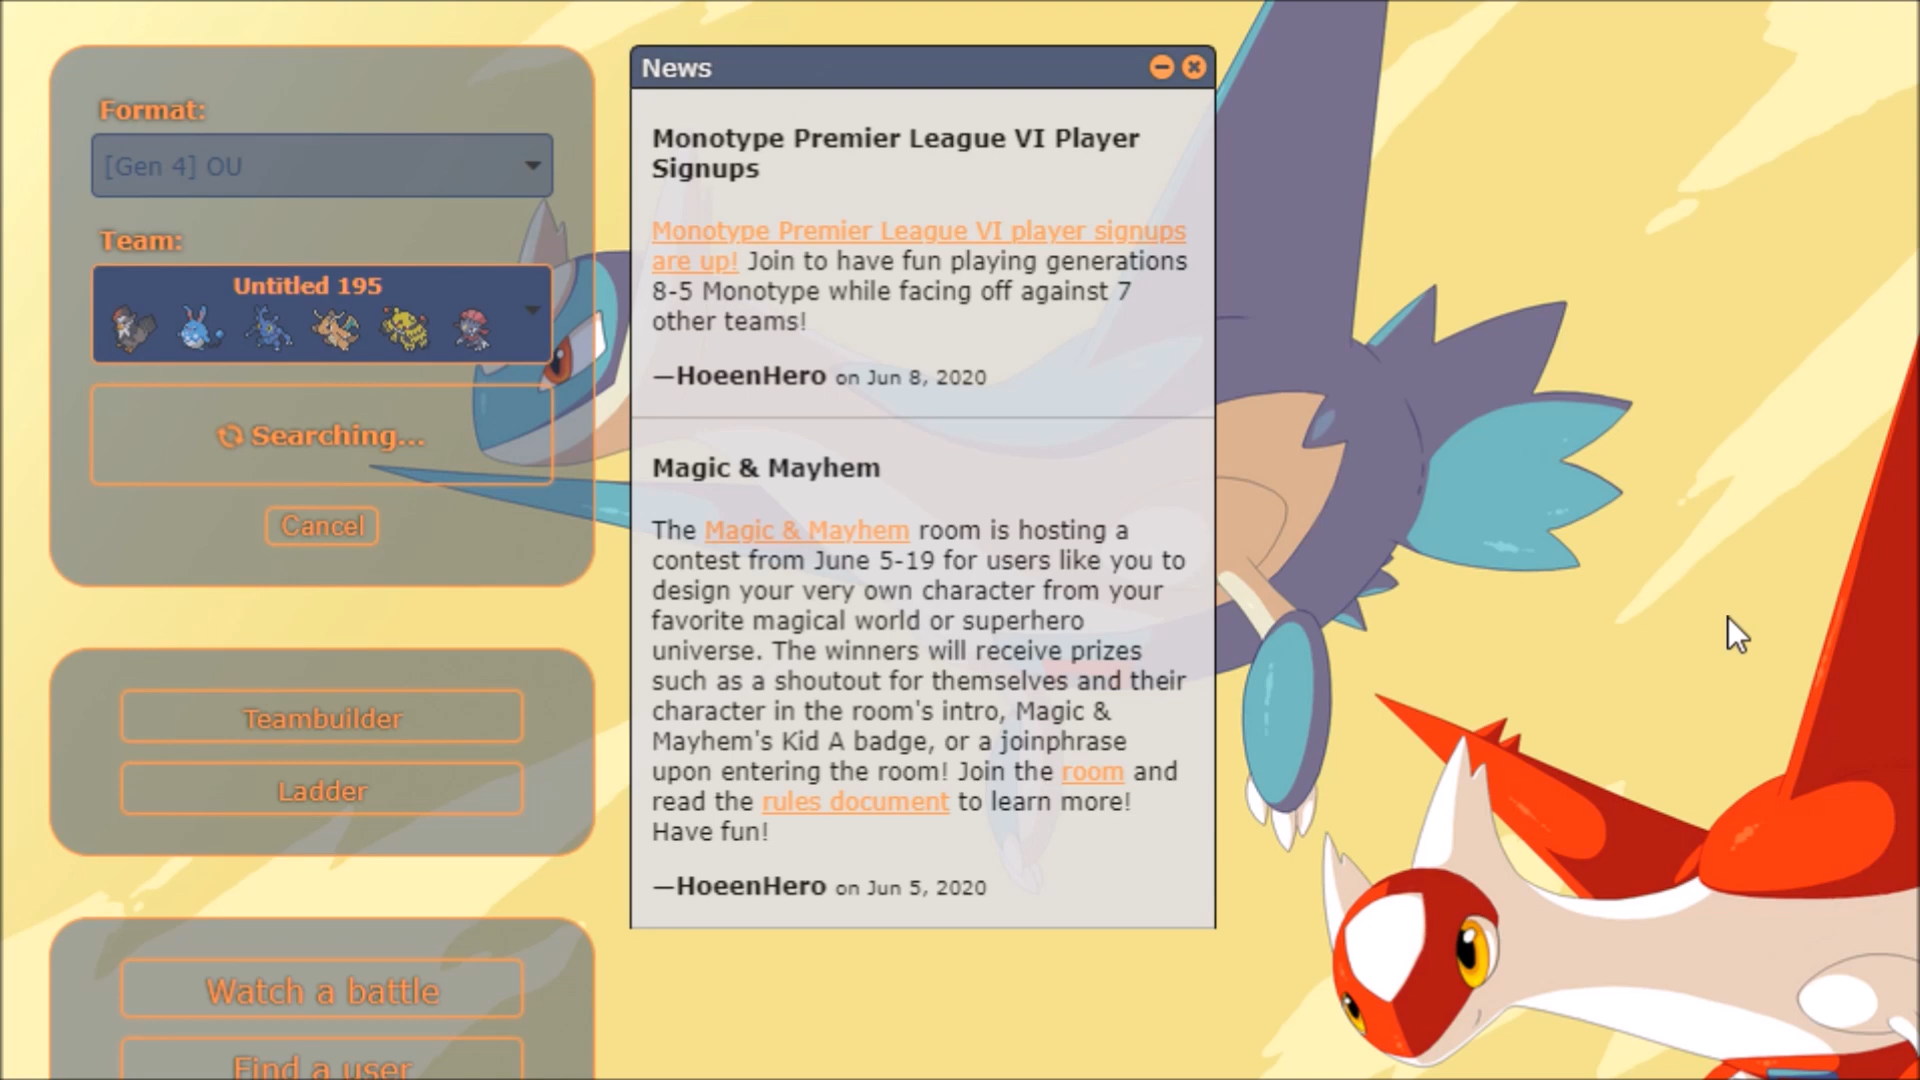 Format:
[Gen 4] OU
Team:
Untitled 195
Searching...
Cancel
Teambuilder
Ladder
Watch a battle
Find a user
News
Monotype Premier League VI Player
Signups
Monotype Premier League VI player signups
are up! Join to have fun playing generations
8-5 Monotype while facing off against 7
other teams!
—HoeenHero on Jun 8, 2020
Magic & Mayhem
The Magic & Mayhem room is hosting a
contest from June 5-19 for users like you to
design your very own character from your
favorite magical world or superhero
universe. The winners will receive prizes
such as a shoutout for themselves and their
character in the room's intro, Magic &
Mayhem's Kid A badge, or a joinphrase
upon entering the room! Join the room and
read the rules document to learn more!
Have fun!
—HoeenHero on Jun 5, 2020